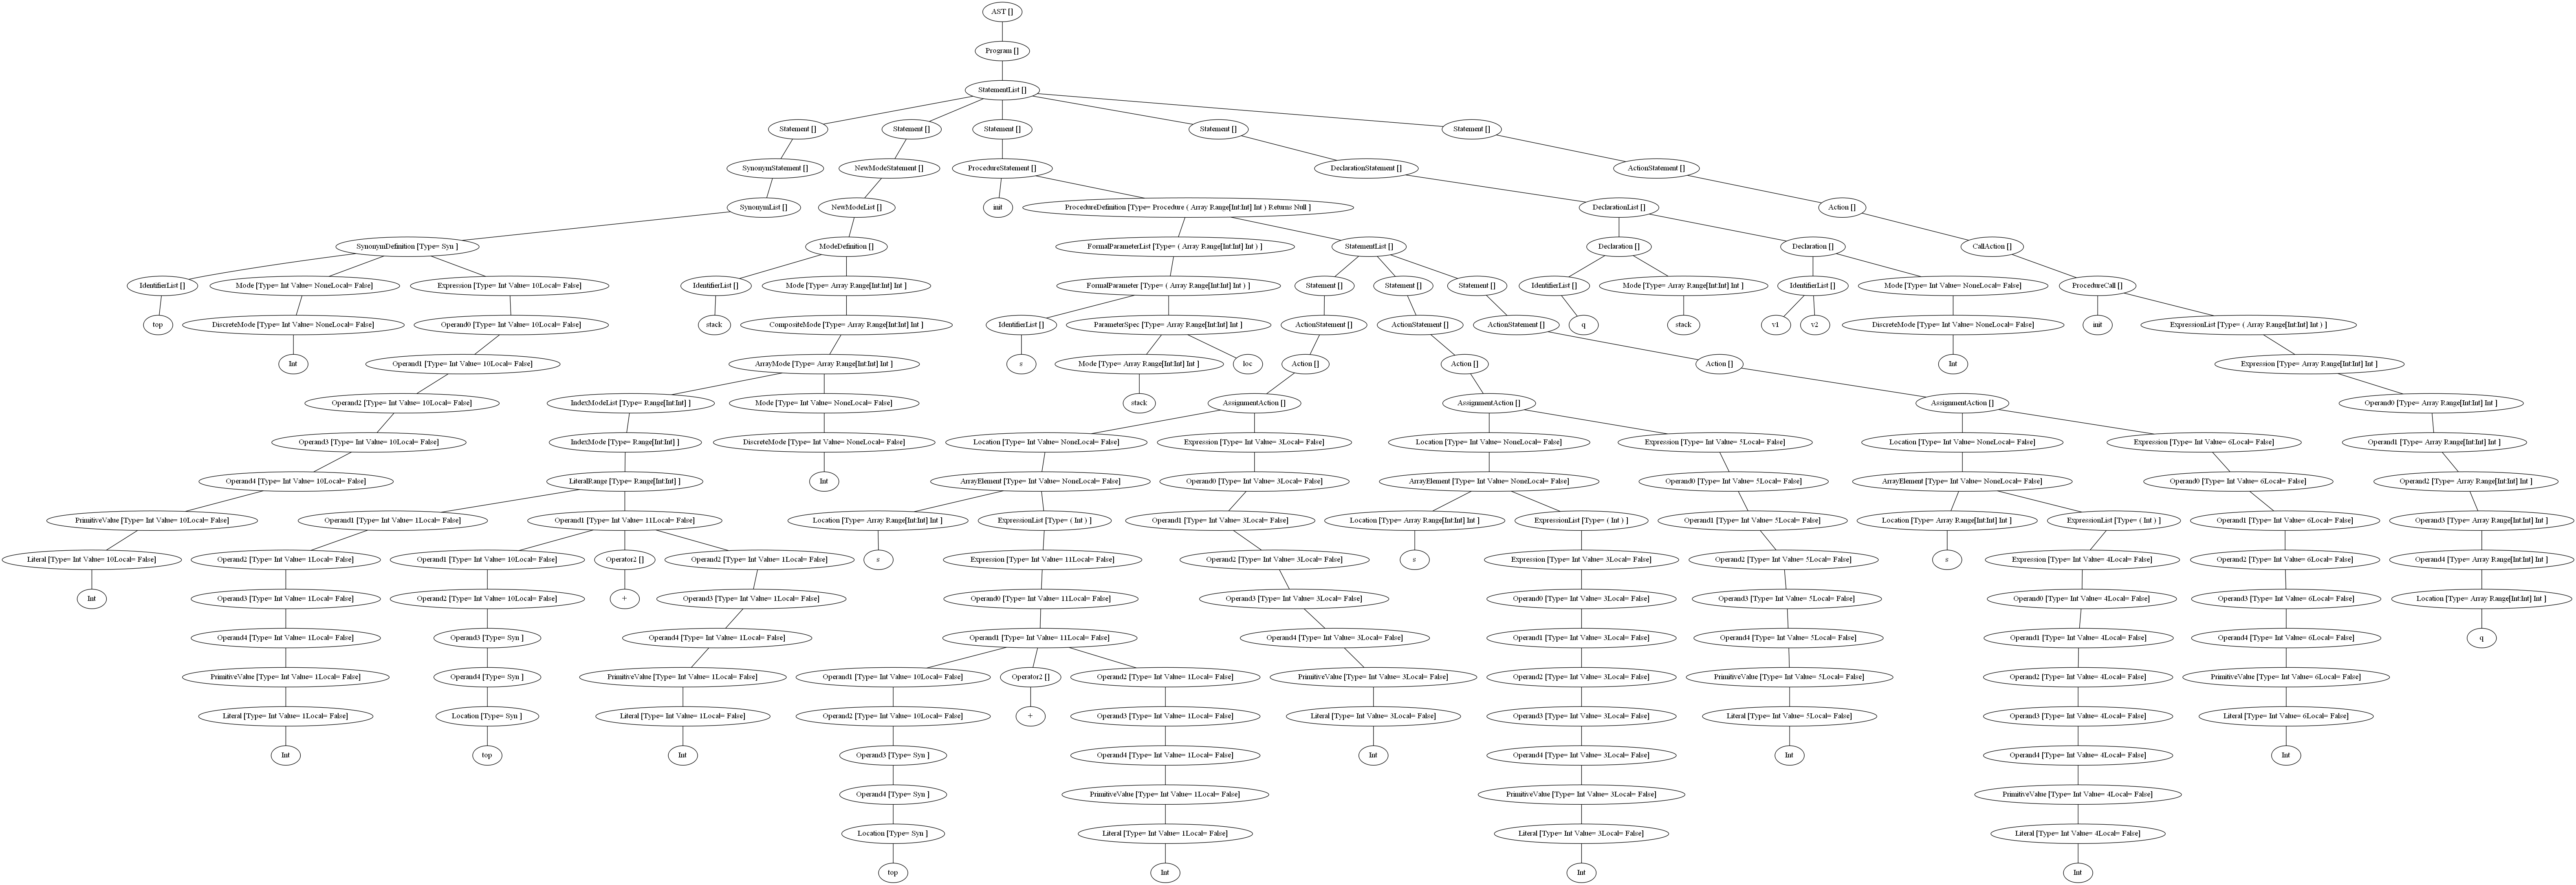 AST []
Program []
StatementList []
Statement [] Statement [] Statement [] Statement [] Statement []
SynonymStatement [] NewModeStatement [] ProcedureStatement [] DeclarationStatement [] ActionStatement []
SynonymList [] NewModeList [] init ProcedureDefinition [Type= Procedure ( Array Range[Int:Int] Int ) Returns Null ] DeclarationList [] Action []
SynonymDefinition [Type= Syn ] ModeDefinition [] FormalParameterList [Type= ( Array Range[Int:Int] Int ) ] StatementList [] Declaration [] Declaration [] CallAction []
IdentifierList [] Mode [Type= Int Value= NoneLocal= False] Expression [Type= Int Value= 10Local= False] IdentifierList [] Mode [Type= Array Range[Int:Int] Int ] FormalParameter [Type= ( Array Range[Int:Int] Int ) ] Statement [] Statement [] Statement [] IdentifierList [] Mode [Type= Array Range[Int:Int] Int ] IdentifierList [] Mode [Type= Int Value= NoneLocal= False] ProcedureCall []
top DiscreteMode [Type= Int Value= NoneLocal= False] Operand0 [Type= Int Value= 10Local= False] stack CompositeMode [Type= Array Range[Int:Int] Int ] IdentifierList [] ParameterSpec [Type= Array Range[Int:Int] Int ] ActionStatement [] ActionStatement [] ActionStatement [] q stack v1 v2 DiscreteMode [Type= Int Value= NoneLocal= False] init ExpressionList [Type= ( Array Range[Int:Int] Int ) ]
Int Operand1 [Type= Int Value= 10Local= False] ArrayMode [Type= Array Range[Int:Int] Int ] s Mode [Type= Array Range[Int:Int] Int ] loc Action [] Action [] Action [] Int Expression [Type= Array Range[Int:Int] Int ]
Operand2 [Type= Int Value= 10Local= False] IndexModeList [Type= Range[Int:Int] ] Mode [Type= Int Value= NoneLocal= False] stack AssignmentAction [] AssignmentAction [] AssignmentAction [] Operand0 [Type= Array Range[Int:Int] Int ]
Operand3 [Type= Int Value= 10Local= False] IndexMode [Type= Range[Int:Int] ] DiscreteMode [Type= Int Value= NoneLocal= False] Location [Type= Int Value= NoneLocal= False] Expression [Type= Int Value= 3Local= False] Location [Type= Int Value= NoneLocal= False] Expression [Type= Int Value= 5Local= False] Location [Type= Int Value= NoneLocal= False] Expression [Type= Int Value= 6Local= False] Operand1 [Type= Array Range[Int:Int] Int ]
Operand4 [Type= Int Value= 10Local= False] LiteralRange [Type= Range[Int:Int] ] Int ArrayElement [Type= Int Value= NoneLocal= False] Operand0 [Type= Int Value= 3Local= False] ArrayElement [Type= Int Value= NoneLocal= False] Operand0 [Type= Int Value= 5Local= False] ArrayElement [Type= Int Value= NoneLocal= False] Operand0 [Type= Int Value= 6Local= False] Operand2 [Type= Array Range[Int:Int] Int ]
PrimitiveValue [Type= Int Value= 10Local= False] Operand1 [Type= Int Value= 1Local= False] Operand1 [Type= Int Value= 11Local= False] Location [Type= Array Range[Int:Int] Int ] ExpressionList [Type= ( Int ) ] Operand1 [Type= Int Value= 3Local= False] Location [Type= Array Range[Int:Int] Int ] ExpressionList [Type= ( Int ) ] Operand1 [Type= Int Value= 5Local= False] Location [Type= Array Range[Int:Int] Int ] ExpressionList [Type= ( Int ) ] Operand1 [Type= Int Value= 6Local= False] Operand3 [Type= Array Range[Int:Int] Int ]
Literal [Type= Int Value= 10Local= False] Operand2 [Type= Int Value= 1Local= False] Operand1 [Type= Int Value= 10Local= False] Operator2 [] Operand2 [Type= Int Value= 1Local= False] s Expression [Type= Int Value= 11Local= False] Operand2 [Type= Int Value= 3Local= False] s Expression [Type= Int Value= 3Local= False] Operand2 [Type= Int Value= 5Local= False] s Expression [Type= Int Value= 4Local= False] Operand2 [Type= Int Value= 6Local= False] Operand4 [Type= Array Range[Int:Int] Int ]
Int Operand3 [Type= Int Value= 1Local= False] Operand2 [Type= Int Value= 10Local= False] + Operand3 [Type= Int Value= 1Local= False] Operand0 [Type= Int Value= 11Local= False] Operand3 [Type= Int Value= 3Local= False] Operand0 [Type= Int Value= 3Local= False] Operand3 [Type= Int Value= 5Local= False] Operand0 [Type= Int Value= 4Local= False] Operand3 [Type= Int Value= 6Local= False] Location [Type= Array Range[Int:Int] Int ]
Operand4 [Type= Int Value= 1Local= False] Operand3 [Type= Syn ] Operand4 [Type= Int Value= 1Local= False] Operand1 [Type= Int Value= 11Local= False] Operand4 [Type= Int Value= 3Local= False] Operand1 [Type= Int Value= 3Local= False] Operand4 [Type= Int Value= 5Local= False] Operand1 [Type= Int Value= 4Local= False] Operand4 [Type= Int Value= 6Local= False] q
PrimitiveValue [Type= Int Value= 1Local= False] Operand4 [Type= Syn ] PrimitiveValue [Type= Int Value= 1Local= False] Operand1 [Type= Int Value= 10Local= False] Operator2 [] Operand2 [Type= Int Value= 1Local= False] PrimitiveValue [Type= Int Value= 3Local= False] Operand2 [Type= Int Value= 3Local= False] PrimitiveValue [Type= Int Value= 5Local= False] Operand2 [Type= Int Value= 4Local= False] PrimitiveValue [Type= Int Value= 6Local= False]
Literal [Type= Int Value= 1Local= False] Location [Type= Syn ] Literal [Type= Int Value= 1Local= False] Operand2 [Type= Int Value= 10Local= False] + Operand3 [Type= Int Value= 1Local= False] Literal [Type= Int Value= 3Local= False] Operand3 [Type= Int Value= 3Local= False] Literal [Type= Int Value= 5Local= False] Operand3 [Type= Int Value= 4Local= False] Literal [Type= Int Value= 6Local= False]
Int top Int Operand3 [Type= Syn ] Operand4 [Type= Int Value= 1Local= False] Int Operand4 [Type= Int Value= 3Local= False] Int Operand4 [Type= Int Value= 4Local= False] Int
Operand4 [Type= Syn ] PrimitiveValue [Type= Int Value= 1Local= False] PrimitiveValue [Type= Int Value= 3Local= False] PrimitiveValue [Type= Int Value= 4Local= False]
Location [Type= Syn ] Literal [Type= Int Value= 1Local= False] Literal [Type= Int Value= 3Local= False] Literal [Type= Int Value= 4Local= False]
top Int Int Int